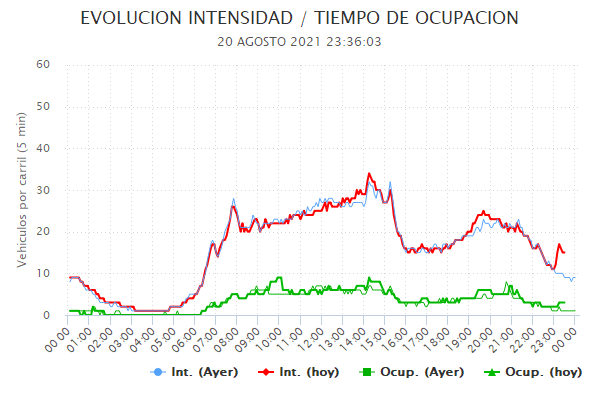 EVOLUCION INTENSIDAD / TIEMPO DE OCUPACION
20 AGOSTO 2021 23:36:03
Vehiculos por carril (5 min)
60
50
40
30
20
10
0
00:00 01:00 02:00 03:00 04:00 05:00 06:00 07:00 08:00 09:00 10:00 11:00 12:00 13:00 14:00 15:00 16:00 17:00 18:00 19:00 20:00 21:00 22:00 23:00 00:00
Int. (Ayer) Int. (hoy) Ocup. (Ayer) Ocup. (hoy)